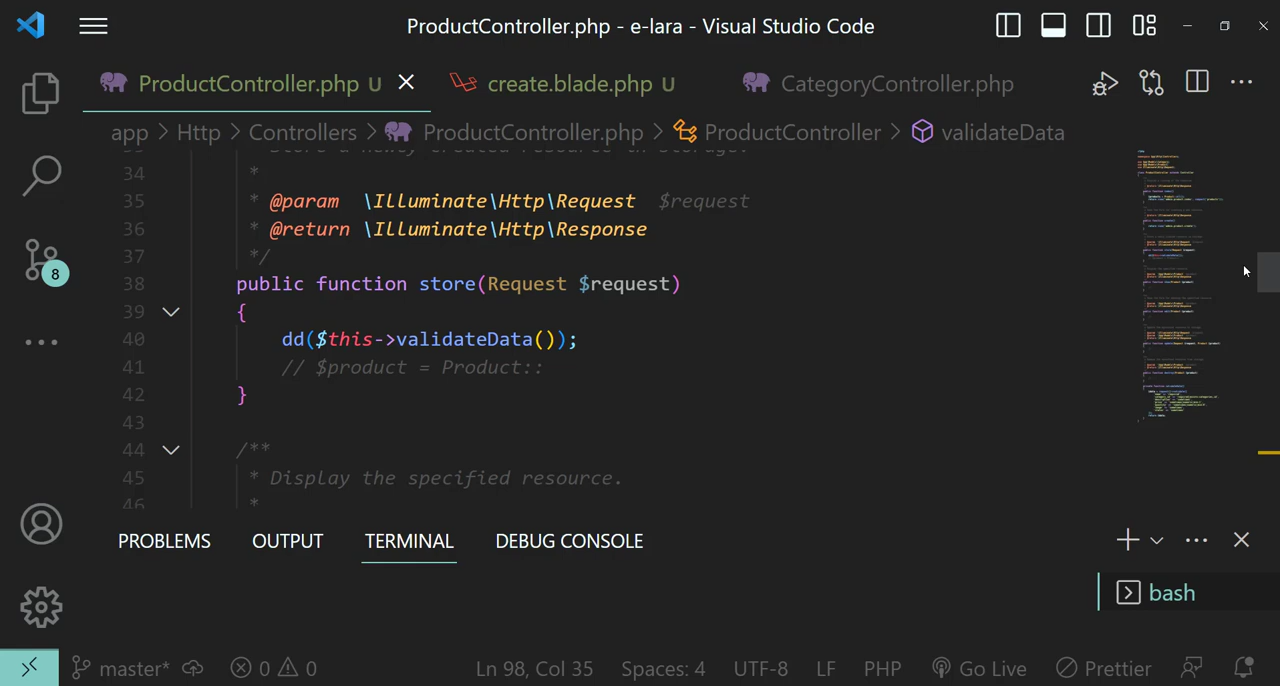 ProductController.php - e-lara - Visual Studio Code
ProductController.php U create.blade.php U CategoryController.php
app > Http > Controllers > ProductController.php > ProductController > validateData
34 *
35 * @param \Illuminate\Http\Request $request
36 * @return \Illuminate\Http\Response
37 */
38 public function store(Request $request)
39 {
40 dd($this->validateData());
41 // $product = Product::
42 }
43
44 /**
45 * Display the specified resource.
46 *
8
PROBLEMS OUTPUT TERMINAL DEBUG CONSOLE
bash
master* 0 0 Ln 98, Col 35 Spaces: 4 UTF-8 LF PHP Go Live Prettier